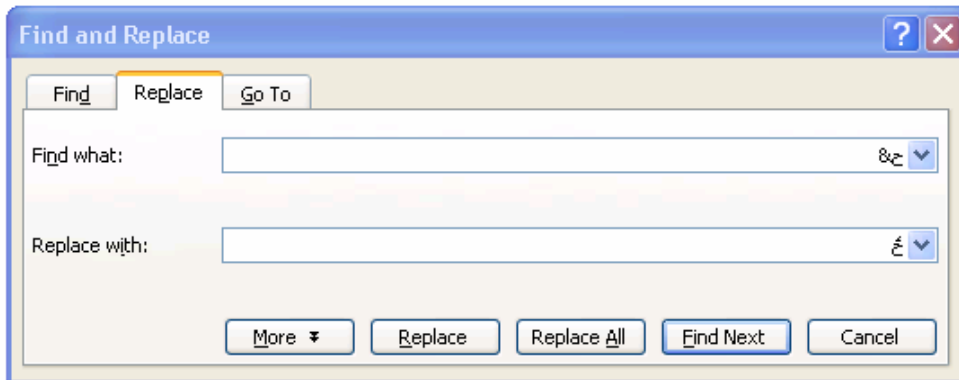 Find and Replace
Find Replace Go To
Find what: ح&
Replace with: ځ
More Replace Replace All Find Next Cancel